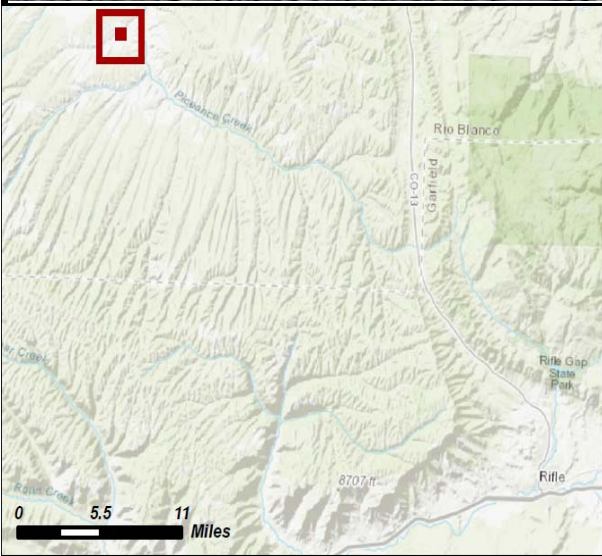 Piceance Creek
Rio Blanco
Garfield
CO-13
Rifle Gap
State
Park
8707 ft
Rifle
Roan Creek
0 5.5 11
Miles